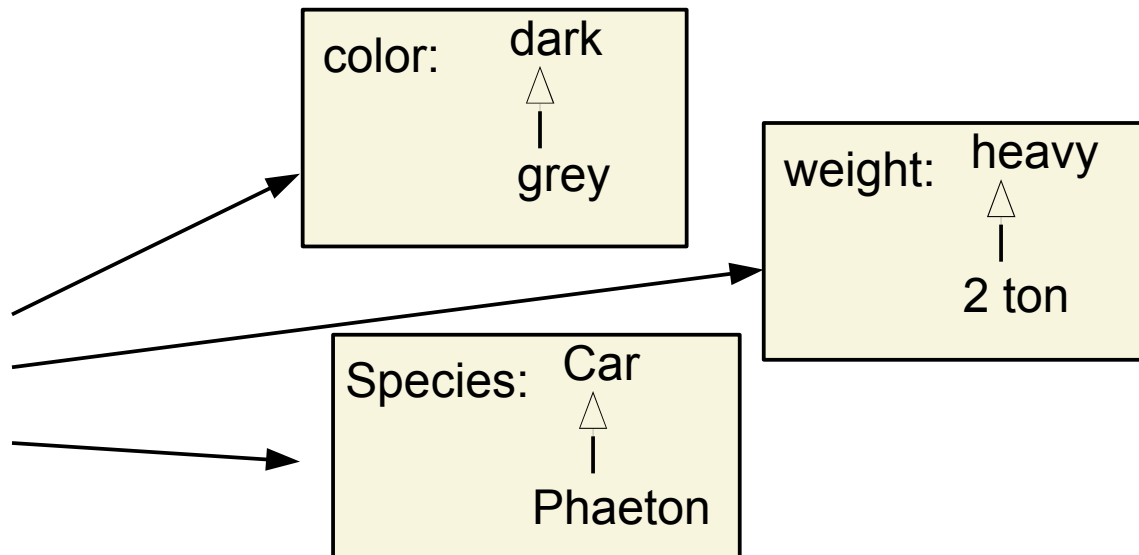 color:
dark
grey
weight:
heavy
2 ton
Species:
Car
Phaeton